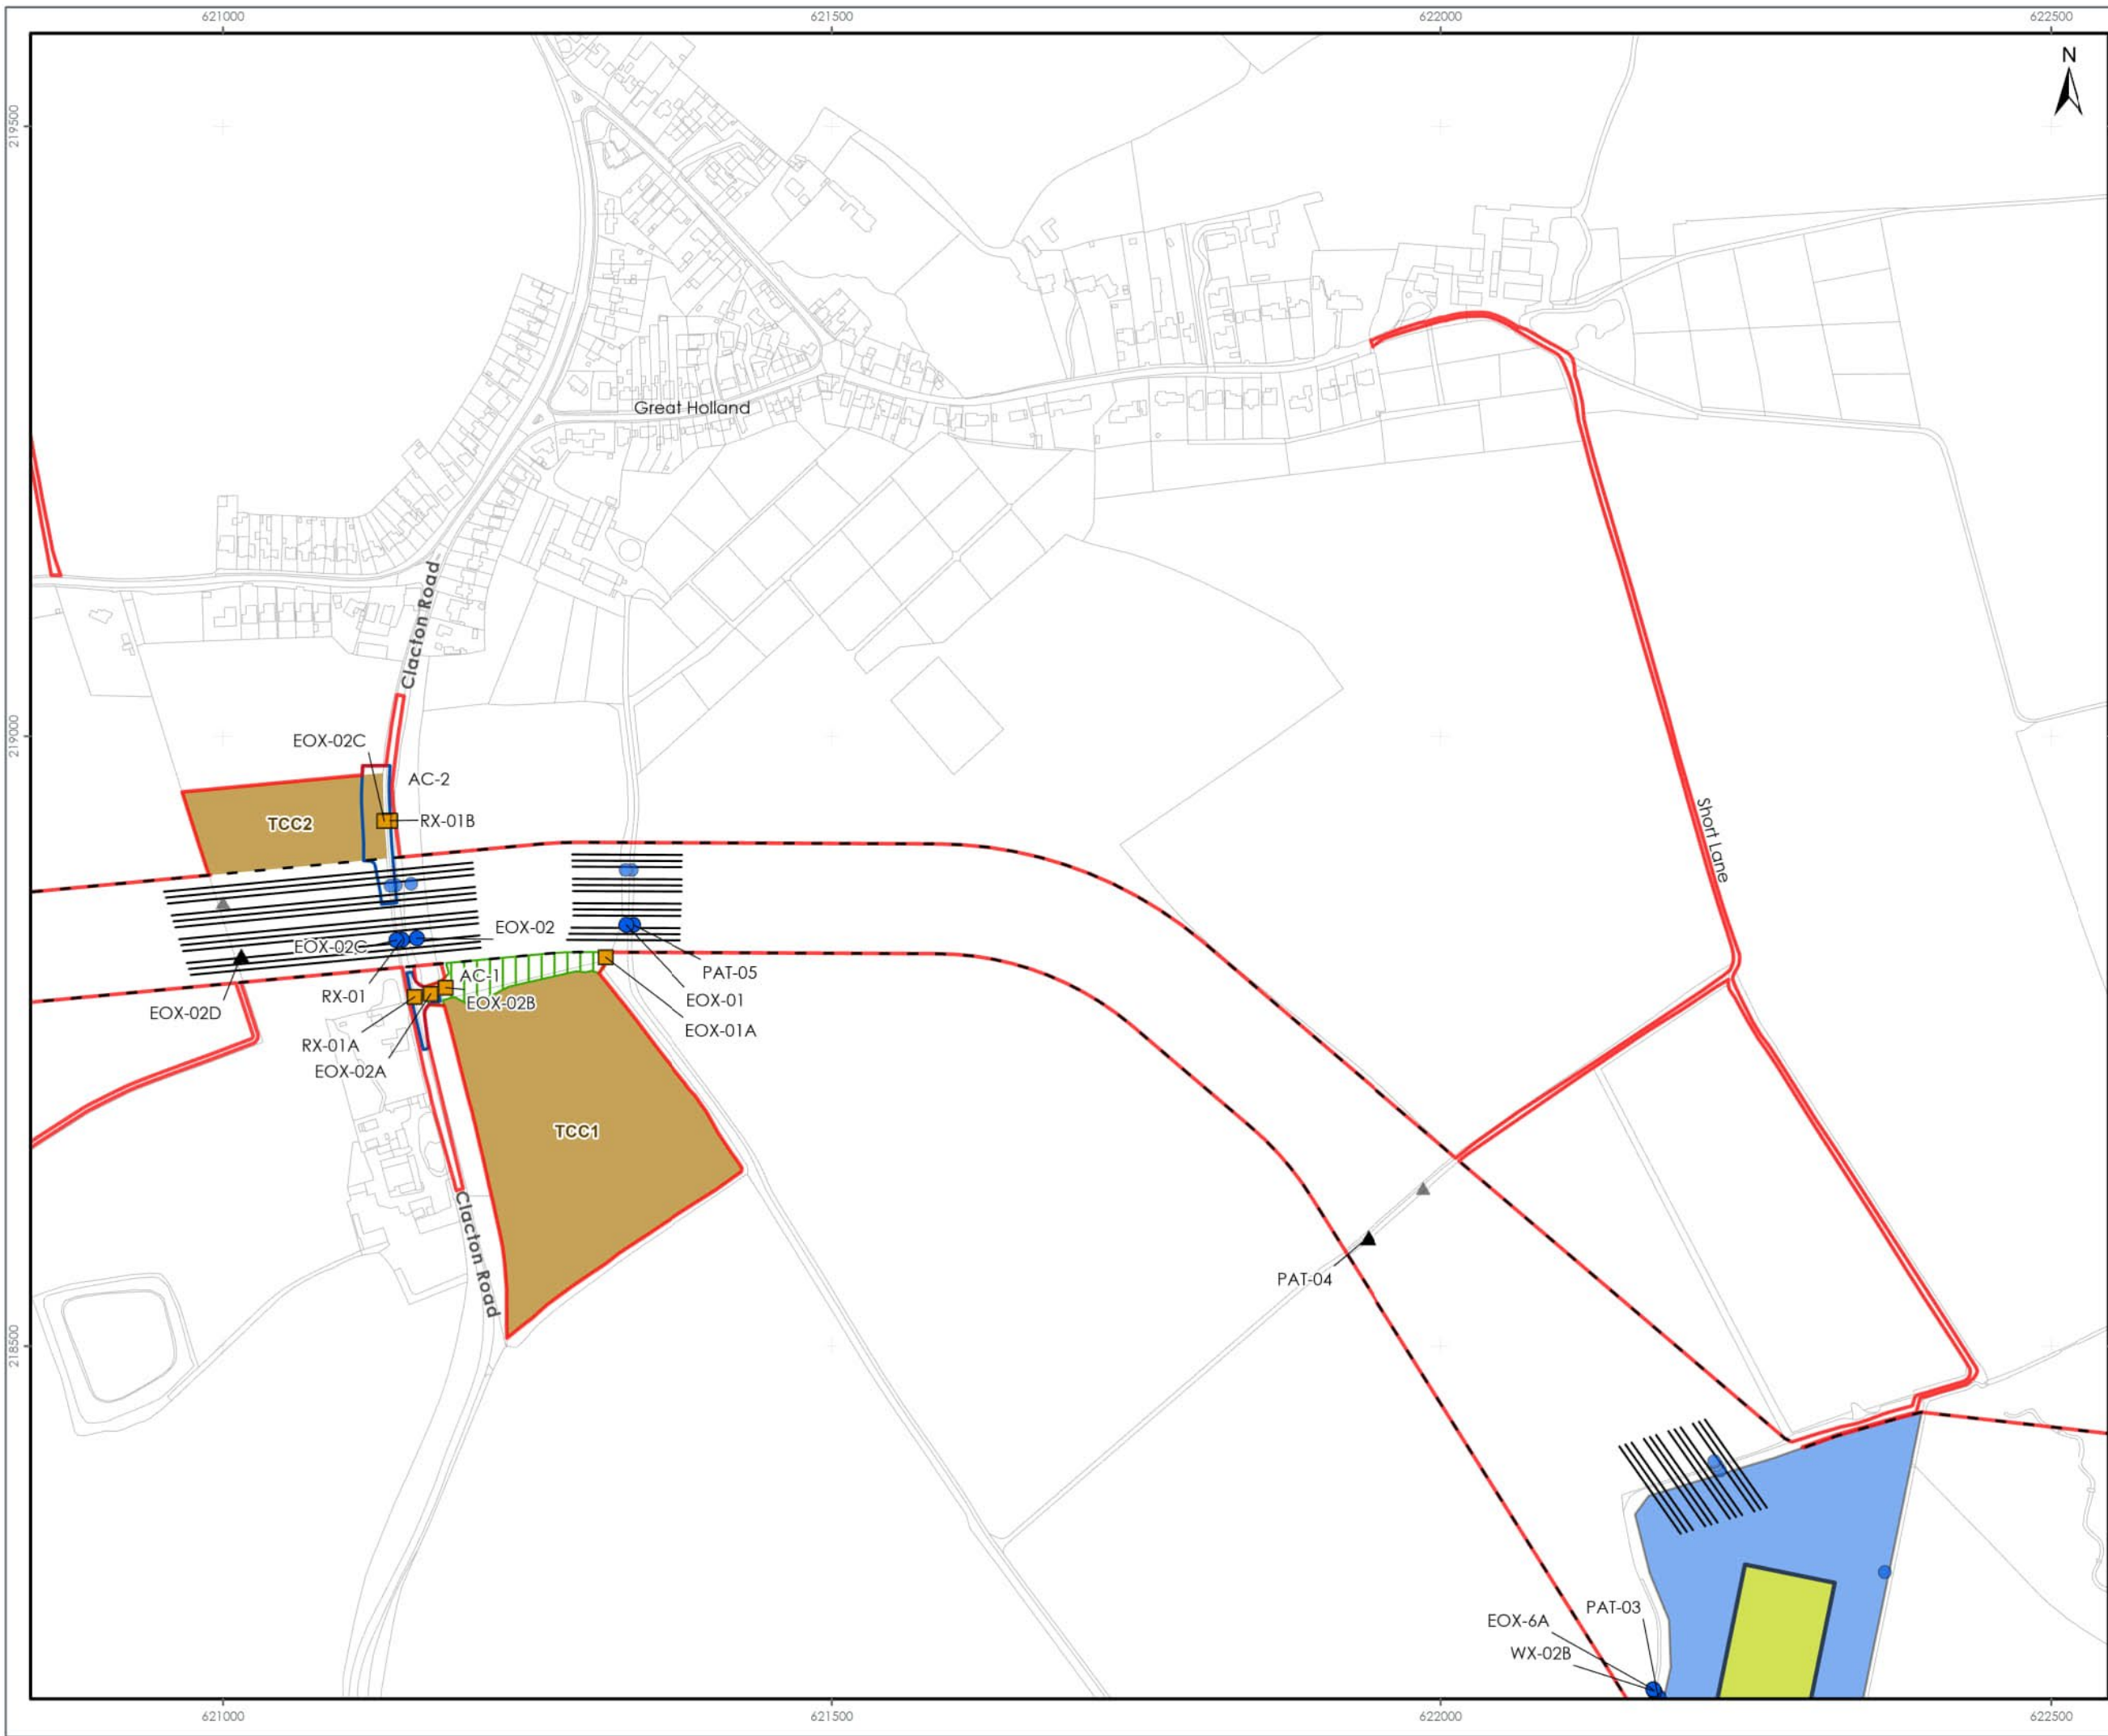 621000
621500
622000
622500
N
219500
Great Holland
Clacton Road
219000
EOX-02C
AC-2
TCC2
RX-01B
Short Lane
EOX-02
EOX-02C
PAT-05
AC-1
RX-01
EOX-01
EOX-02B
EOX-02D
EOX-01A
RX-01A
EOX-02A
TCC1
Clacton Road
PAT-04
218500
PAT-03
EOX-6A
WX-02B
621000
621500
622000
622500